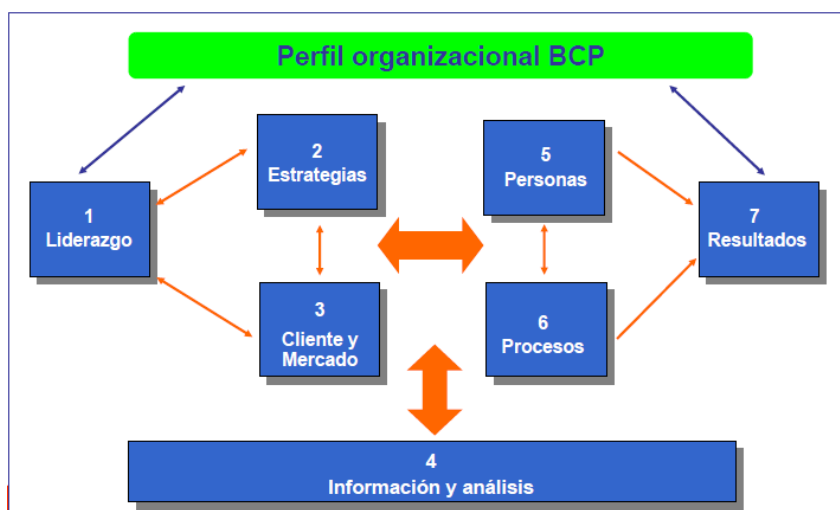 Perfil organizacional BCP
1
Liderazgo
2
Estrategias
3
Cliente y
Mercado
5
Personas
6
Procesos
7
Resultados
4
Información y análisis